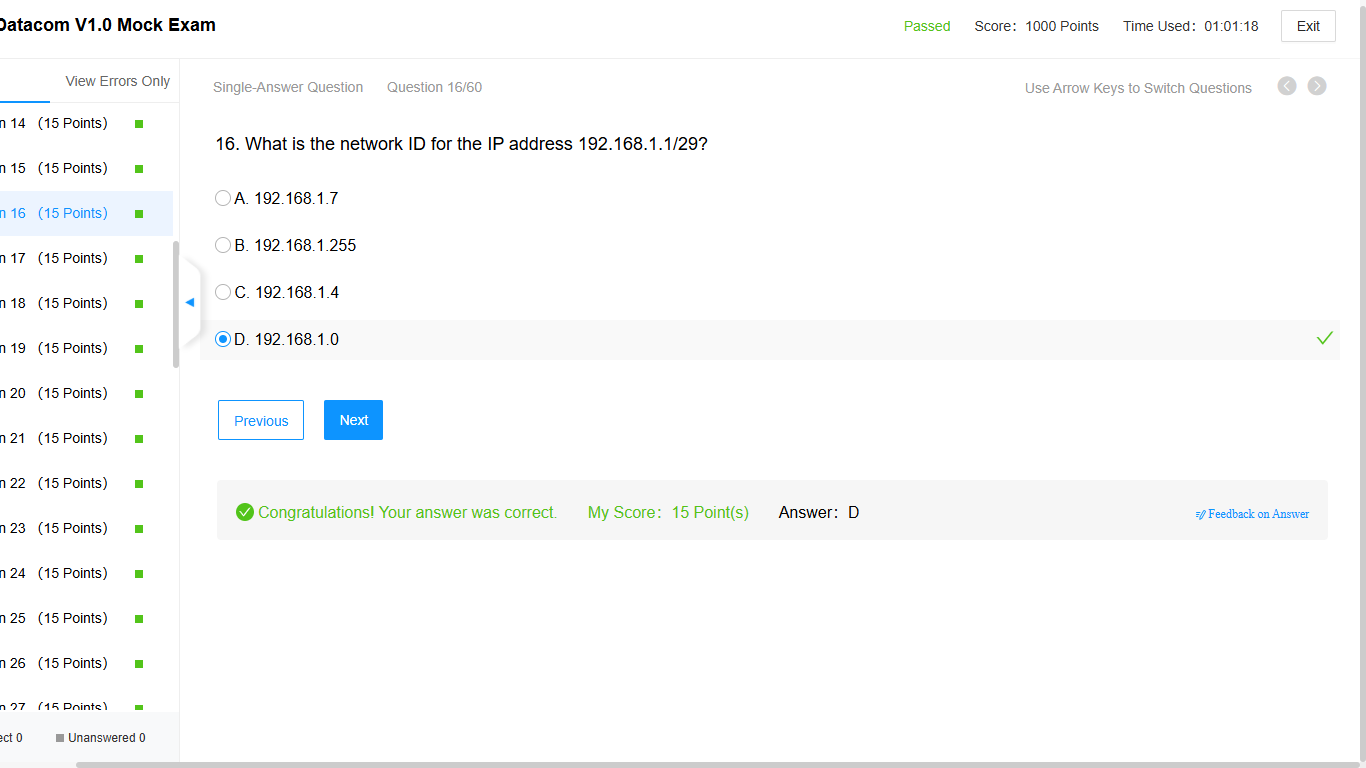 Datacom V1.0 Mock Exam
Passed Score: 1000 Points Time Used: 01:01:18 Exit
View Errors Only
Single-Answer Question Question 16/60 Use Arrow Keys to Switch Questions
n 14 (15 Points)
n 15 (15 Points)
n 16 (15 Points)
n 17 (15 Points)
n 18 (15 Points)
n 19 (15 Points)
n 20 (15 Points)
n 21 (15 Points)
n 22 (15 Points)
n 23 (15 Points)
n 24 (15 Points)
n 25 (15 Points)
n 26 (15 Points)
n 27 (15 Points)
ect 0 Unanswered 0
16. What is the network ID for the IP address 192.168.1.1/29?
A. 192.168.1.7
B. 192.168.1.255
C. 192.168.1.4
D. 192.168.1.0
Previous Next
Congratulations! Your answer was correct. My Score: 15 Point(s) Answer: D Feedback on Answer